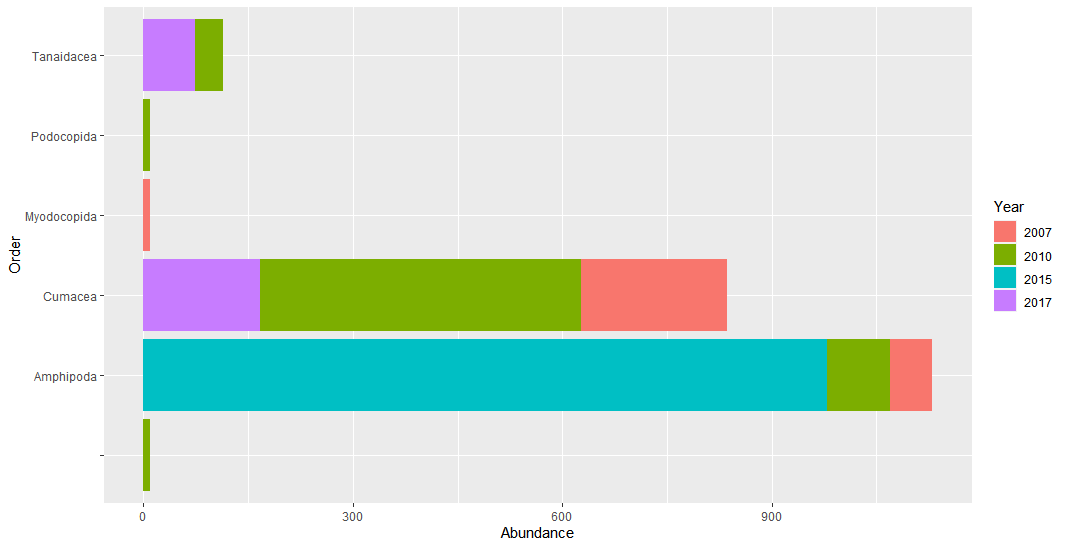 Tanaidacea
Podocopida
Myodocopida
Cumacea
Amphipoda
Order
0 300 600 900
Abundance
Year
2007
2010
2015
2017